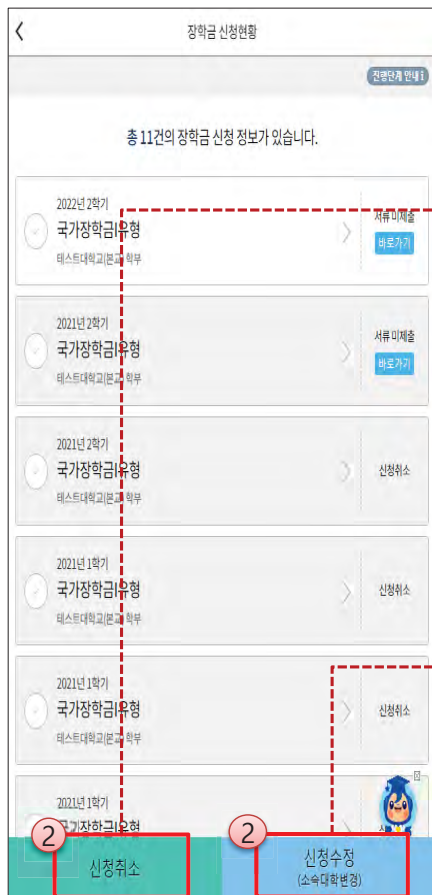 장학금 신청현황
진행단계 안내 i
총 11건의 장학금 신청 정보가 있습니다.
2022년 2학기
국가장학금I유형
서류 미제출
바로가기
테스트대학교(본교) 학부
2021년 2학기
국가장학금I유형
서류 미제출
바로가기
테스트대학교(본교) 학부
2021년 2학기
국가장학금I유형
신청취소
테스트대학교(본교) 학부
2021년 1학기
국가장학금I유형
신청취소
테스트대학교(본교) 학부
2021년 1학기
국가장학금I유형
신청취소
테스트대학교(본교) 학부
2021년 1학기
국가장학금I유형
2
신청취소
2
신청수정
(소속대학변경)